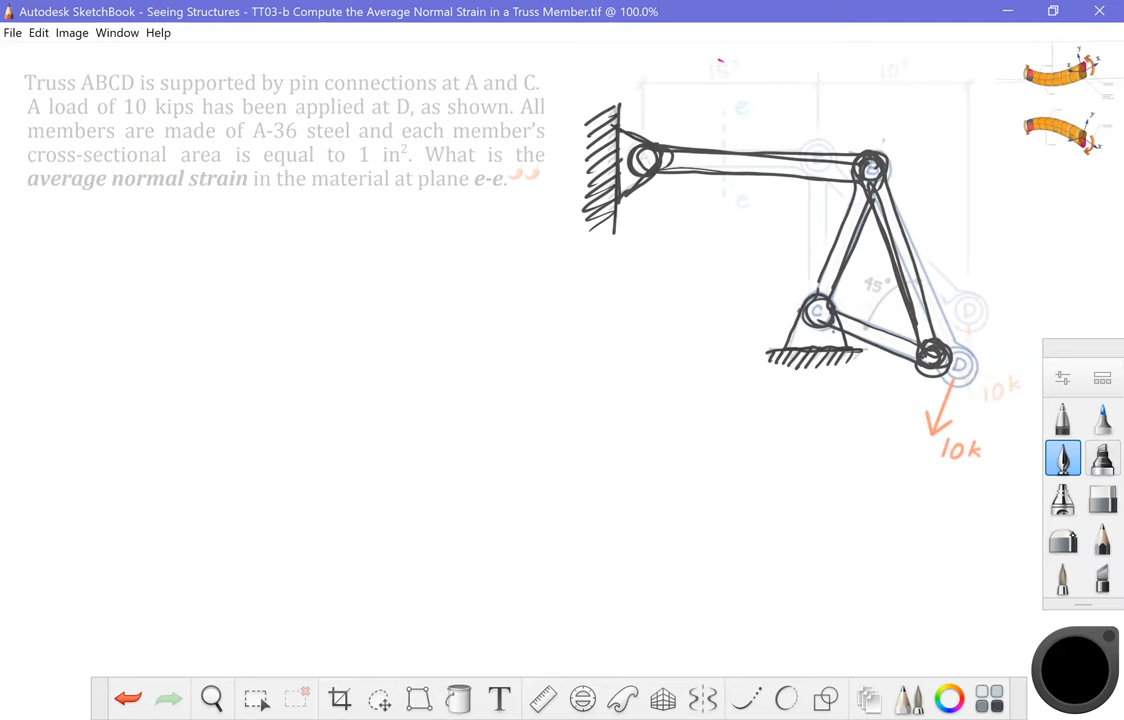 Autodesk SketchBook - Seeing Structures - TT03-b Compute the Average Normal Strain in a Truss Member.tif @ 100.0%
File Edit Image Window Help
Truss ABCD is supported by pin connections at A and C.
A load of 10 kips has been applied at D, as shown. All
members are made of A-36 steel and each member's
cross-sectional area is equal to 1 in². What is the
average normal strain in the material at plane e-e.
15"
10"
e
e
B
45°
C
D
D
10k
10k
T